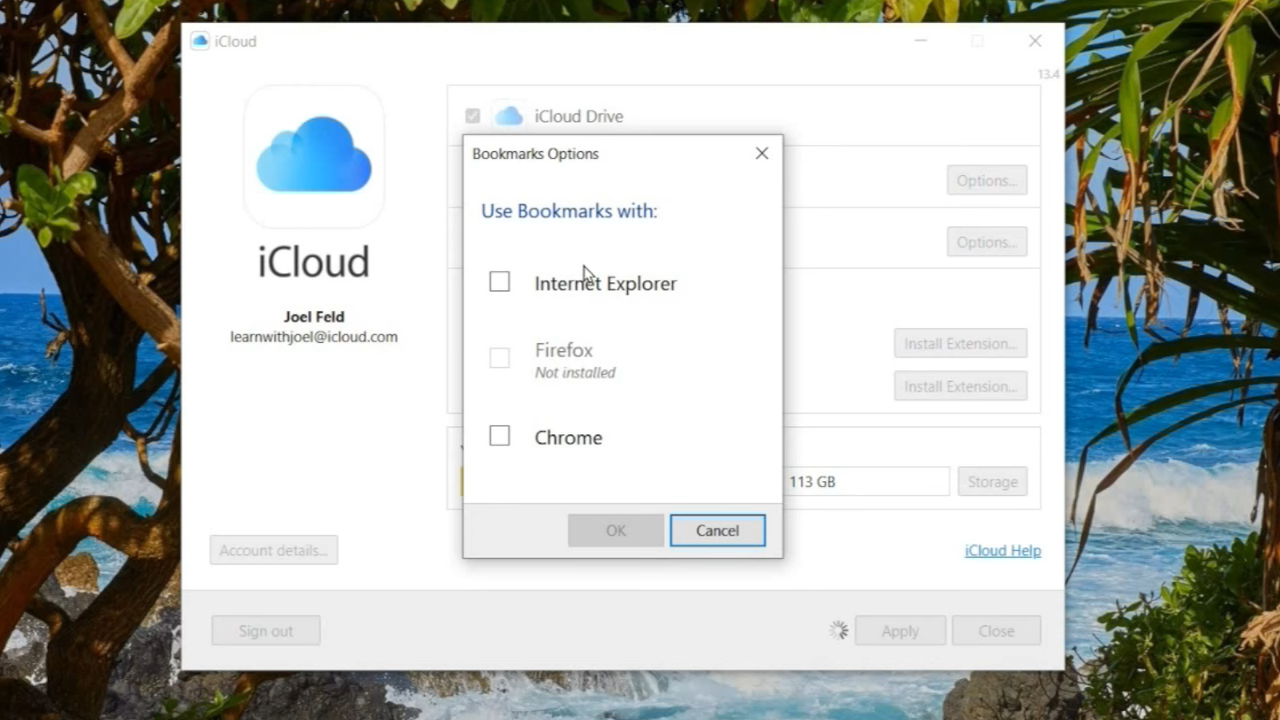 iCloud
13.4
iCloud Drive
Bookmarks Options
Options...
Use Bookmarks with:
Options...
iCloud
Internet Explorer
Joel Feld
learnwithjoel@icloud.com
Install Extension...
Firefox
Not installed
Install Extension...
Chrome
113 GB
Storage
OK
Cancel
Account details...
iCloud Help
Sign out
Apply
Close